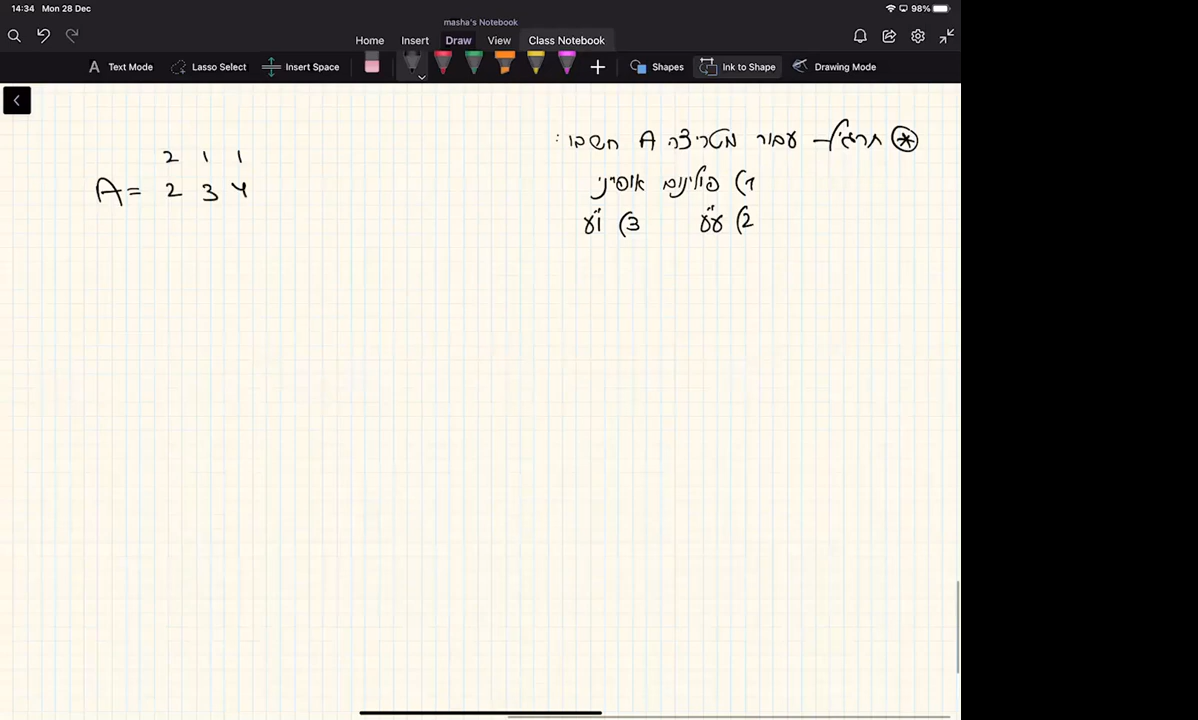 14:34 Mon 28 Dec 98%
masha's Notebook
Home Insert Draw View Class Notebook
Text Mode Lasso Select Insert Space Shapes Ink to Shape Drawing Mode
תרגיל - עבור מטריצה A חשבו:
1) פולינום אופייני
2) ע"ע 3) ו"ע
2 1 1
A = 2 3 4